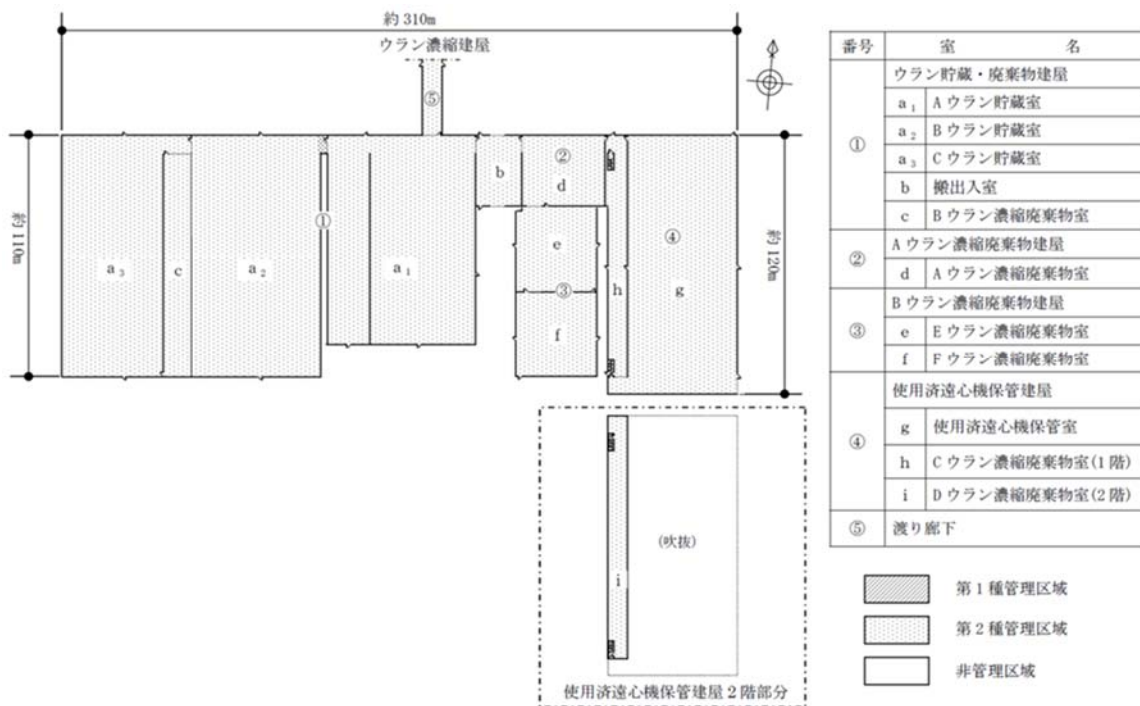 約310m
ウラン濃縮建屋
⑤
約110m
約120m
b
②
d
①
④
e
a₃
c
a₂
a₁
③
h
g
f
(吹抜)
i
使用済遠心機保管建屋2階部分
番号 室 名
① ウラン貯蔵・廃棄物建屋
a₁ Aウラン貯蔵室
a₂ Bウラン貯蔵室
a₃ Cウラン貯蔵室
b 搬出入室
c Bウラン濃縮廃棄物室
② Aウラン濃縮廃棄物建屋
d Aウラン濃縮廃棄物室
③ Bウラン濃縮廃棄物建屋
e Eウラン濃縮廃棄物室
f Fウラン濃縮廃棄物室
④ 使用済遠心機保管建屋
g 使用済遠心機保管室
h Cウラン濃縮廃棄物室(1階)
i Dウラン濃縮廃棄物室(2階)
⑤ 渡り廊下
第1種管理区域
第2種管理区域
非管理区域